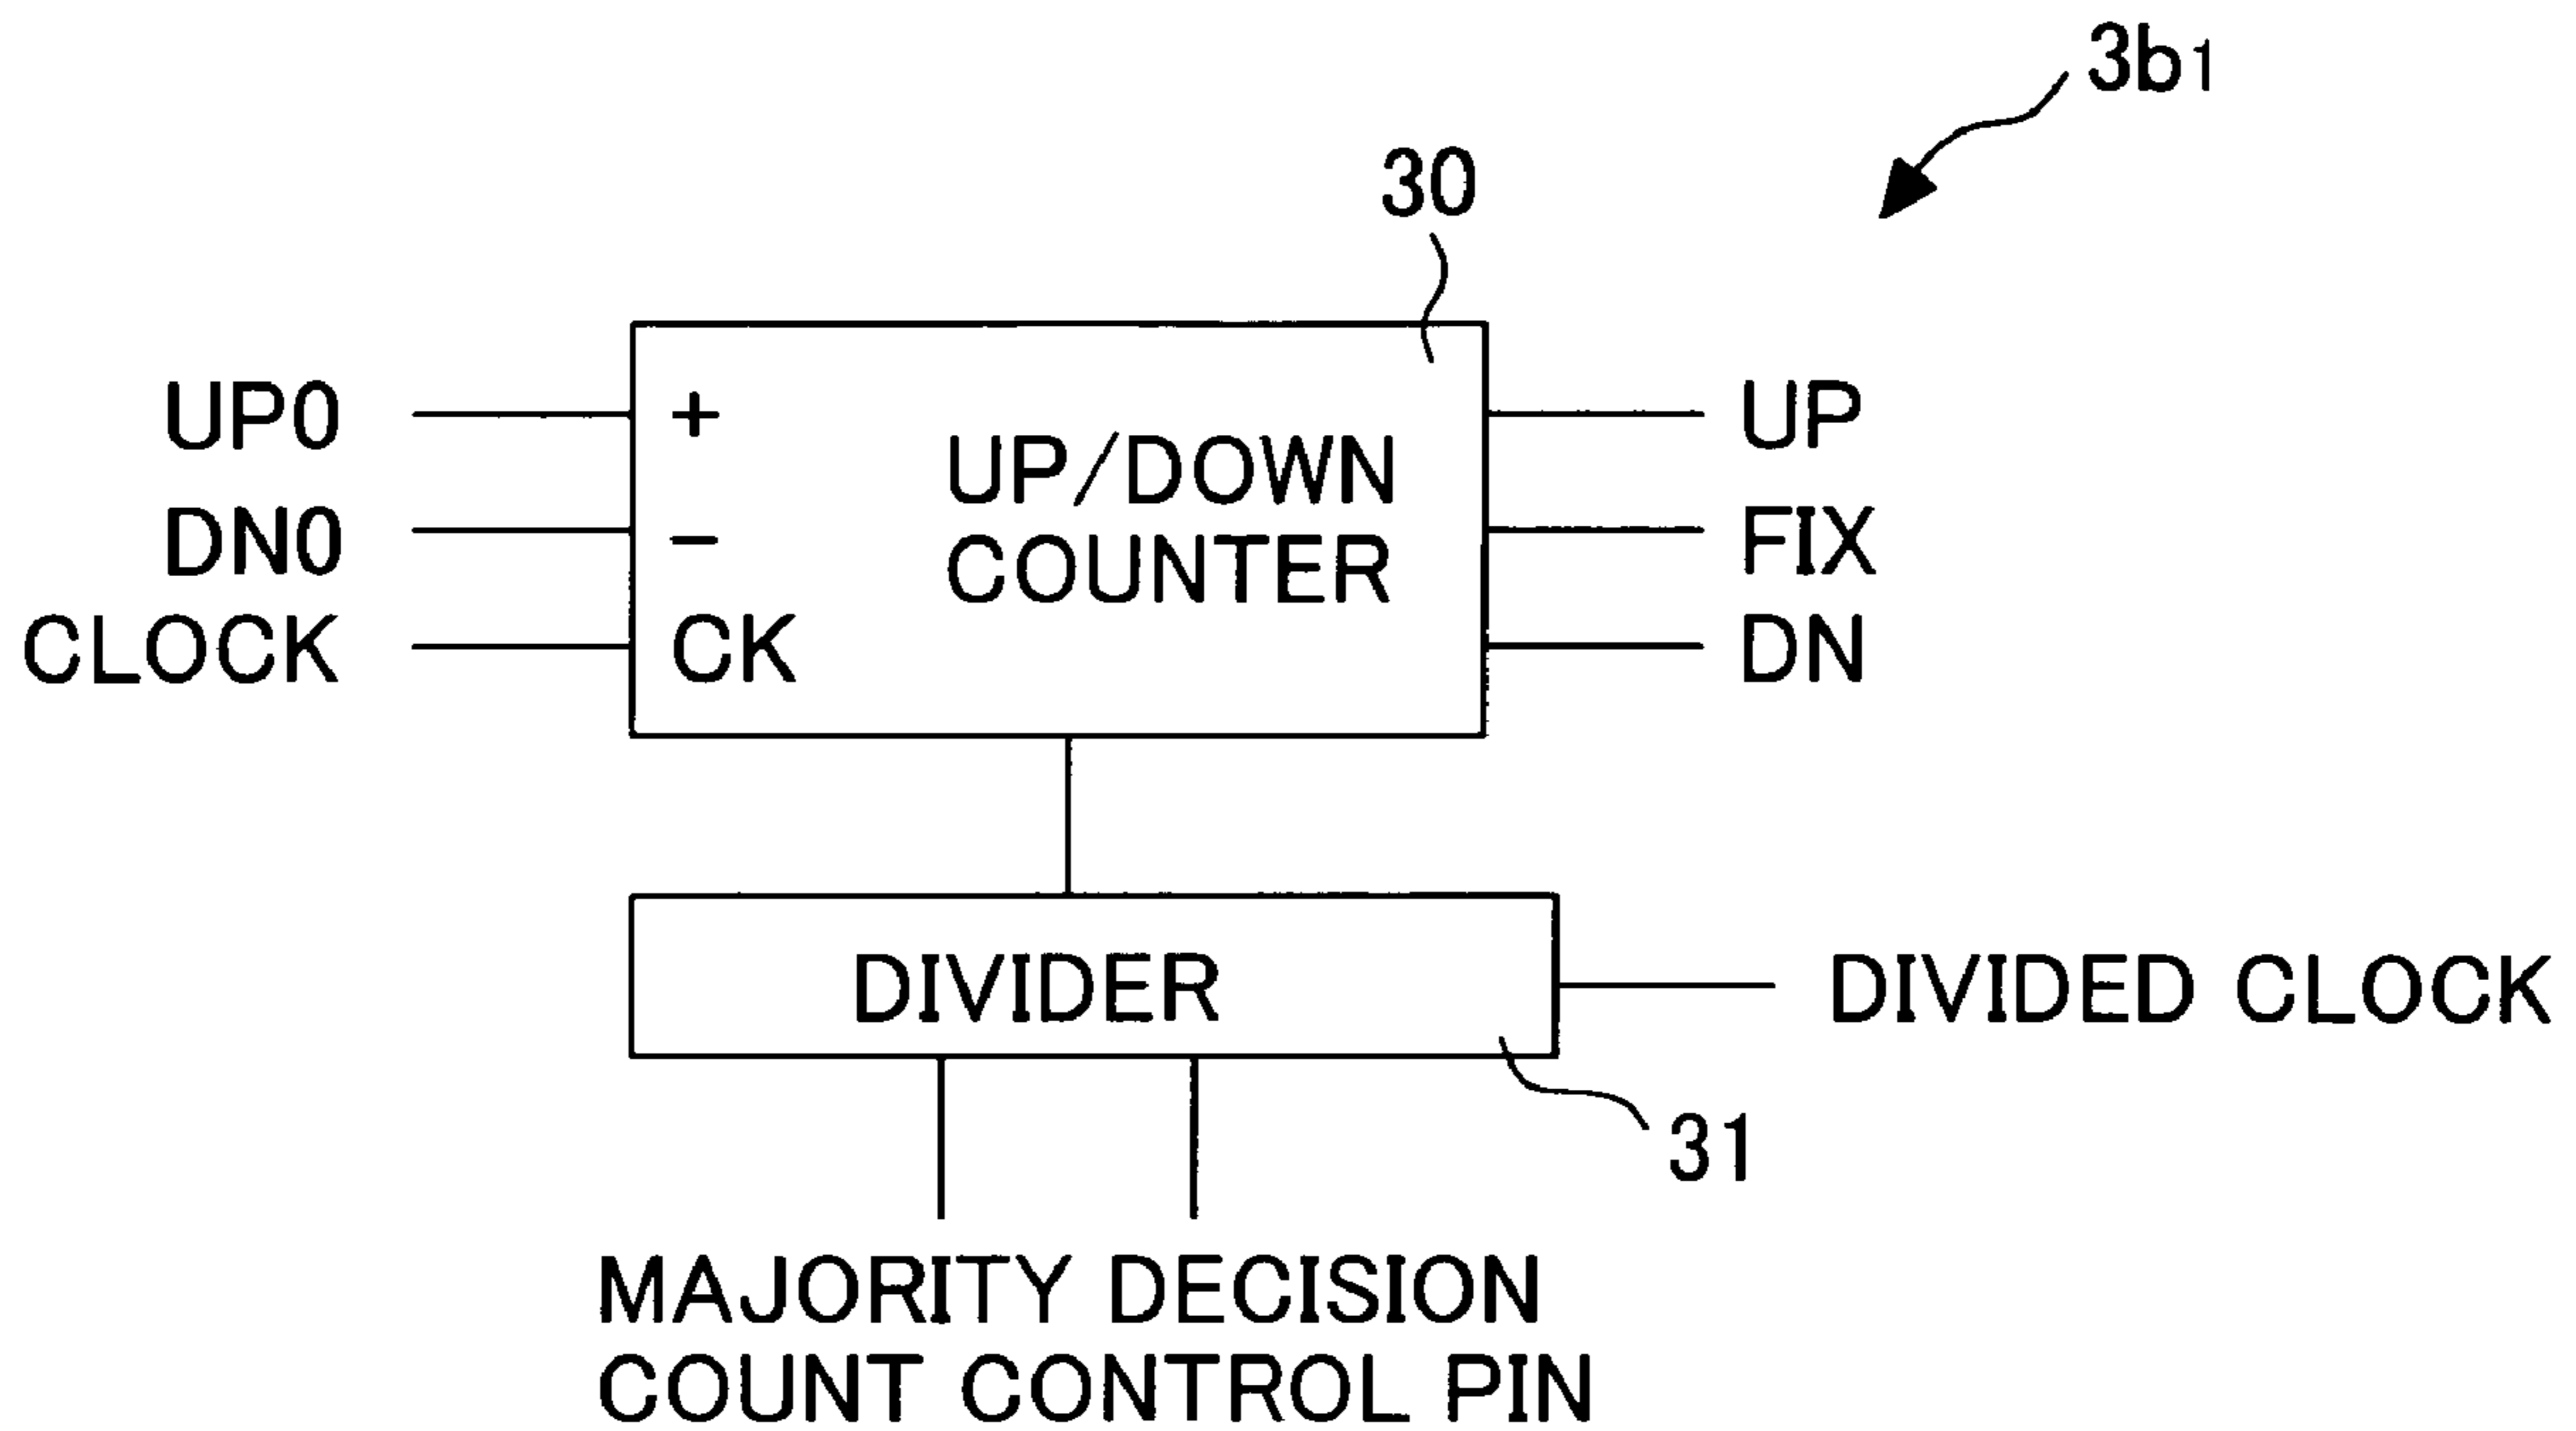 3b1
30
UP0
+
UP
UP/DOWN
DN0
−
COUNTER
FIX
CLOCK
CK
DN
DIVIDER
DIVIDED CLOCK
31
MAJORITY DECISION
COUNT CONTROL PIN